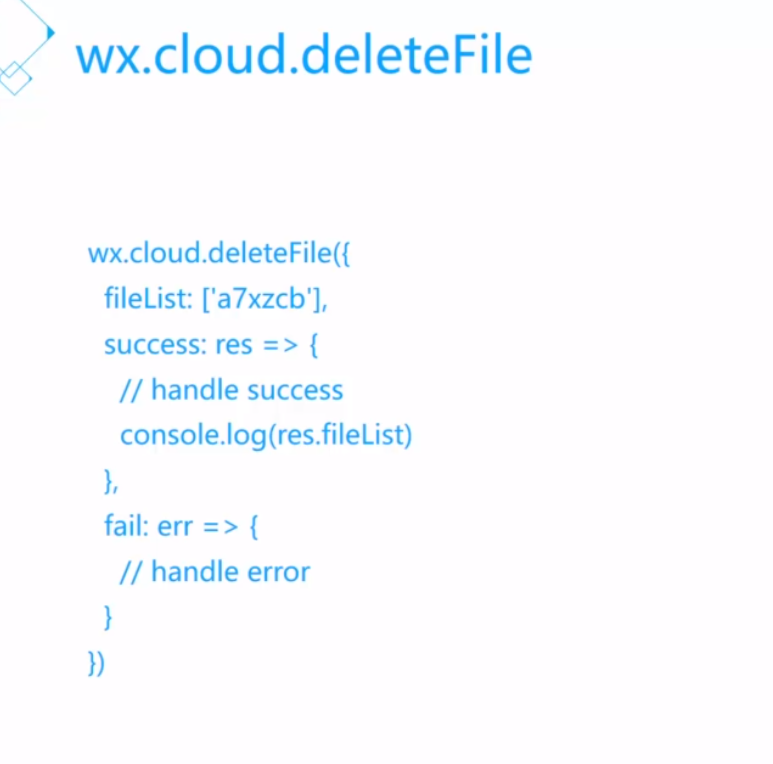 wx.cloud.deleteFile
wx.cloud.deleteFile({
fileList: ['a7xzcb'],
success: res => {
// handle success
console.log(res.fileList)
},
fail: err => {
// handle error
}
})